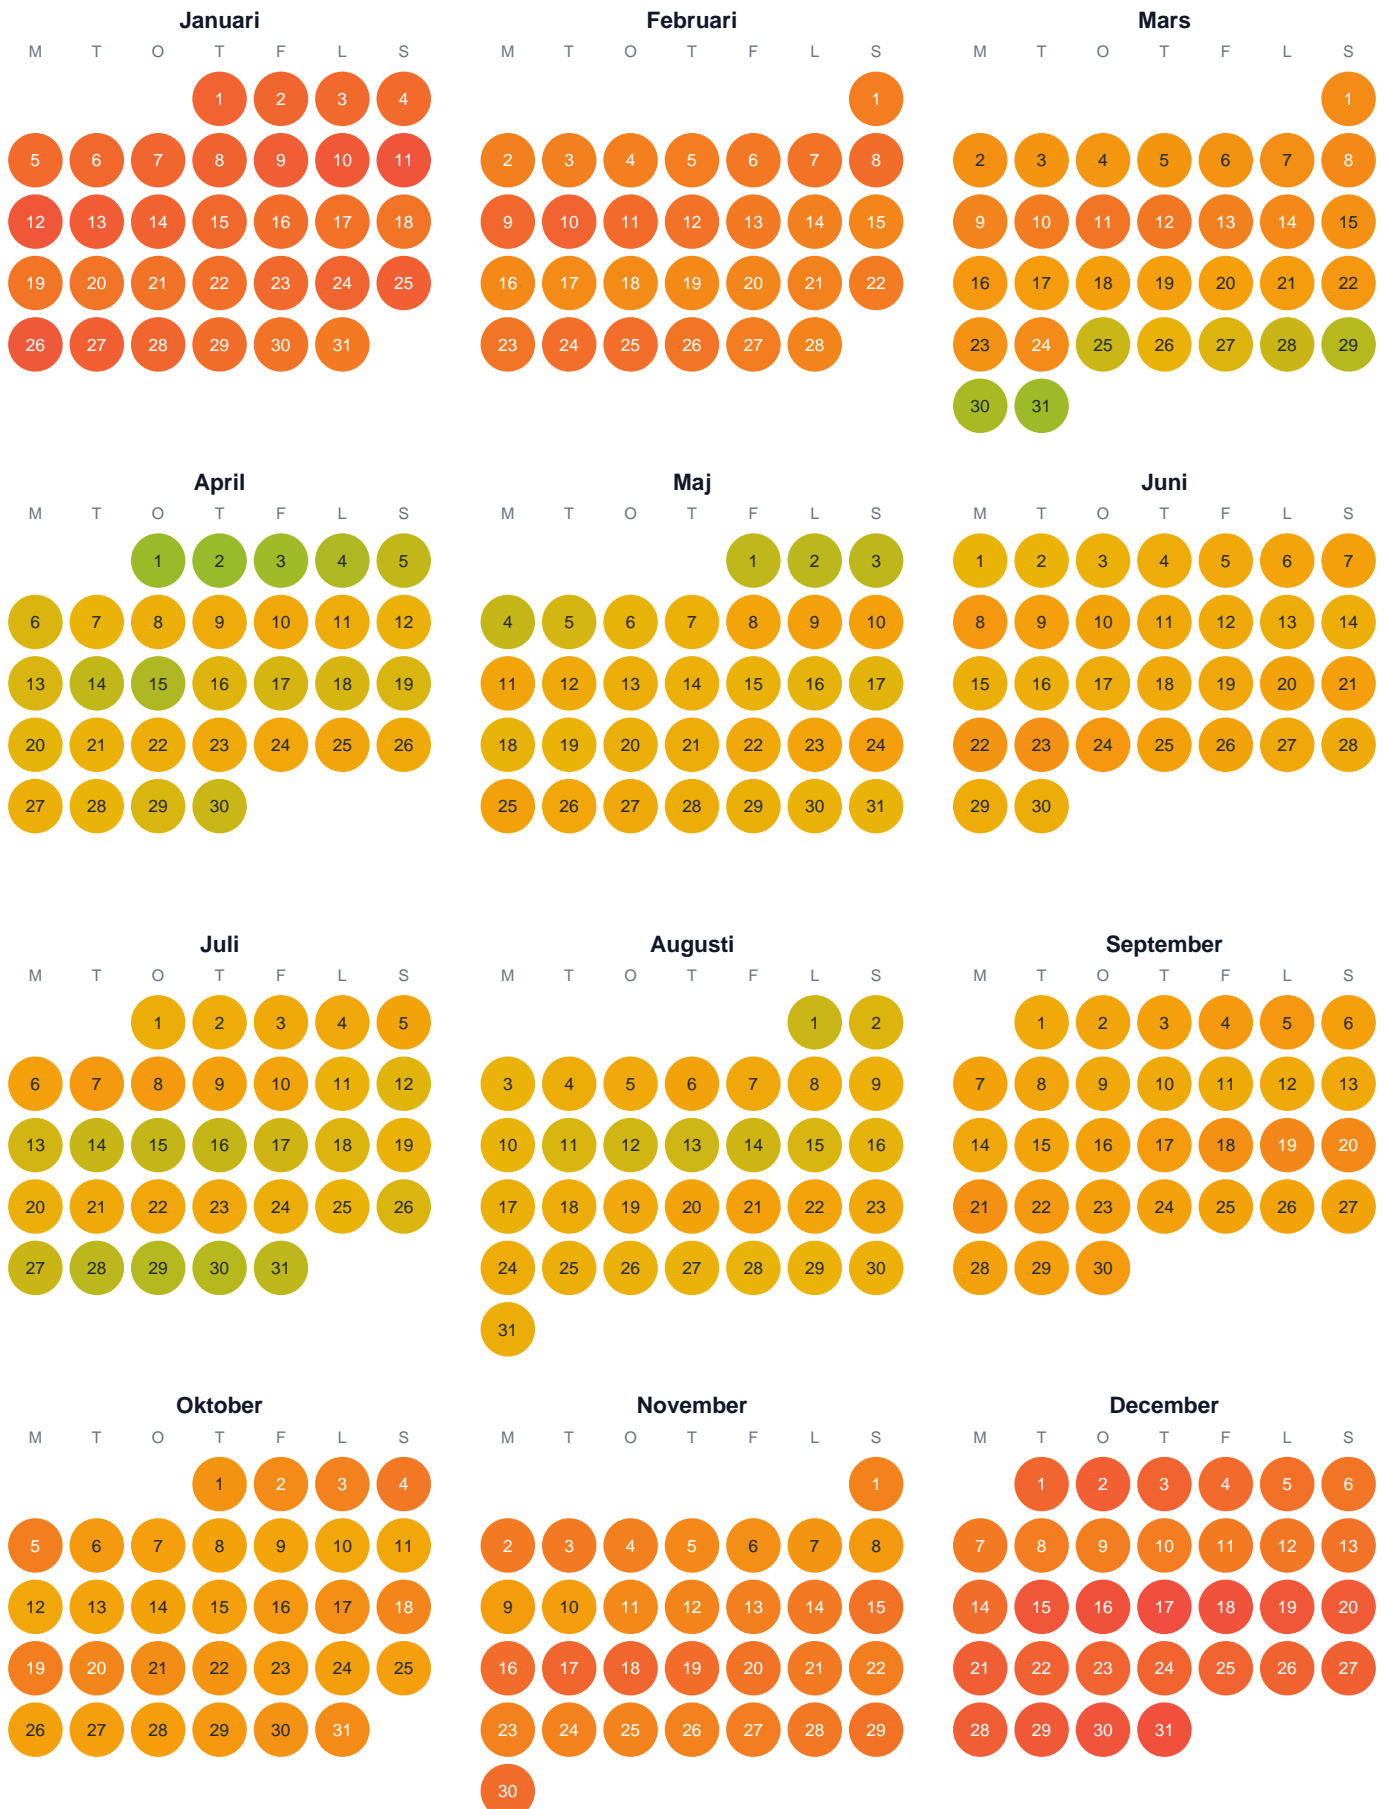 Januari Februari Mars
M T O T F L S M T O T F L S M T O T F L S
1 2 3 4 1 1
5 6 7 8 9 10 11 2 3 4 5 6 7 8 2 3 4 5 6 7 8
12 13 14 15 16 17 18 9 10 11 12 13 14 15 9 10 11 12 13 14 15
19 20 21 22 23 24 25 16 17 18 19 20 21 22 16 17 18 19 20 21 22
26 27 28 29 30 31 23 24 25 26 27 28 23 24 25 26 27 28 29
30 31
April Maj Juni
M T O T F L S M T O T F L S M T O T F L S
1 2 3 4 5 1 2 3 1 2 3 4 5 6 7
6 7 8 9 10 11 12 4 5 6 7 8 9 10 8 9 10 11 12 13 14
13 14 15 16 17 18 19 11 12 13 14 15 16 17 15 16 17 18 19 20 21
20 21 22 23 24 25 26 18 19 20 21 22 23 24 22 23 24 25 26 27 28
27 28 29 30 25 26 27 28 29 30 31 29 30
Juli Augusti September
M T O T F L S M T O T F L S M T O T F L S
1 2 3 4 5 1 2 1 2 3 4 5 6
6 7 8 9 10 11 12 3 4 5 6 7 8 9 7 8 9 10 11 12 13
13 14 15 16 17 18 19 10 11 12 13 14 15 16 14 15 16 17 18 19 20
20 21 22 23 24 25 26 17 18 19 20 21 22 23 21 22 23 24 25 26 27
27 28 29 30 31 24 25 26 27 28 29 30 28 29 30
31
Oktober November December
M T O T F L S M T O T F L S M T O T F L S
1 2 3 4 1 1 2 3 4 5 6
5 6 7 8 9 10 11 2 3 4 5 6 7 8 7 8 9 10 11 12 13
12 13 14 15 16 17 18 9 10 11 12 13 14 15 14 15 16 17 18 19 20
19 20 21 22 23 24 25 16 17 18 19 20 21 22 21 22 23 24 25 26 27
26 27 28 29 30 31 23 24 25 26 27 28 29 28 29 30 31
30